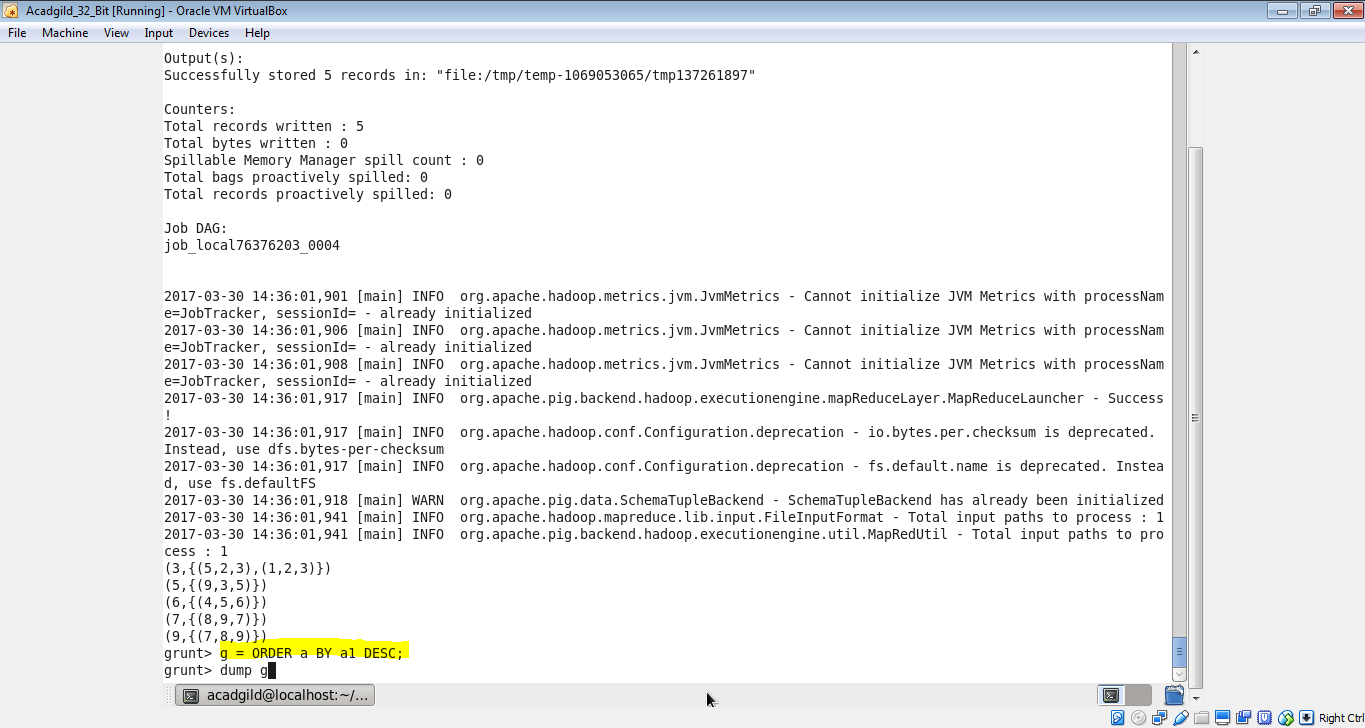 Acadgild_32_Bit [Running] - Oracle VM VirtualBox
File Machine View Input Devices Help
Output(s):
Successfully stored 5 records in: "file:/tmp/temp-1069053065/tmp137261897"
Counters:
Total records written : 5
Total bytes written : 0
Spillable Memory Manager spill count : 0
Total bags proactively spilled: 0
Total records proactively spilled: 0
Job DAG:
job_local76376203_0004
2017-03-30 14:36:01,901 [main] INFO  org.apache.hadoop.metrics.jvm.JvmMetrics - Cannot initialize JVM Metrics with processNam
e=JobTracker, sessionId= - already initialized
2017-03-30 14:36:01,906 [main] INFO  org.apache.hadoop.metrics.jvm.JvmMetrics - Cannot initialize JVM Metrics with processNam
e=JobTracker, sessionId= - already initialized
2017-03-30 14:36:01,908 [main] INFO  org.apache.hadoop.metrics.jvm.JvmMetrics - Cannot initialize JVM Metrics with processNam
e=JobTracker, sessionId= - already initialized
2017-03-30 14:36:01,917 [main] INFO  org.apache.pig.backend.hadoop.executionengine.mapReduceLayer.MapReduceLauncher - Success
!
2017-03-30 14:36:01,917 [main] INFO  org.apache.hadoop.conf.Configuration.deprecation - io.bytes.per.checksum is deprecated.
Instead, use dfs.bytes-per-checksum
2017-03-30 14:36:01,917 [main] INFO  org.apache.hadoop.conf.Configuration.deprecation - fs.default.name is deprecated. Instea
d, use fs.defaultFS
2017-03-30 14:36:01,918 [main] WARN  org.apache.pig.data.SchemaTupleBackend - SchemaTupleBackend has already been initialized
2017-03-30 14:36:01,941 [main] INFO  org.apache.hadoop.mapreduce.lib.input.FileInputFormat - Total input paths to process : 1
2017-03-30 14:36:01,941 [main] INFO  org.apache.pig.backend.hadoop.executionengine.util.MapRedUtil - Total input paths to pro
cess : 1
(3,{(5,2,3),(1,2,3)})
(5,{(9,3,5)})
(6,{(4,5,6)})
(7,{(8,9,7)})
(9,{(7,8,9)})
grunt> g = ORDER a BY a1 DESC;
grunt> dump g
acadgild@localhost:~/...
Right Ctrl